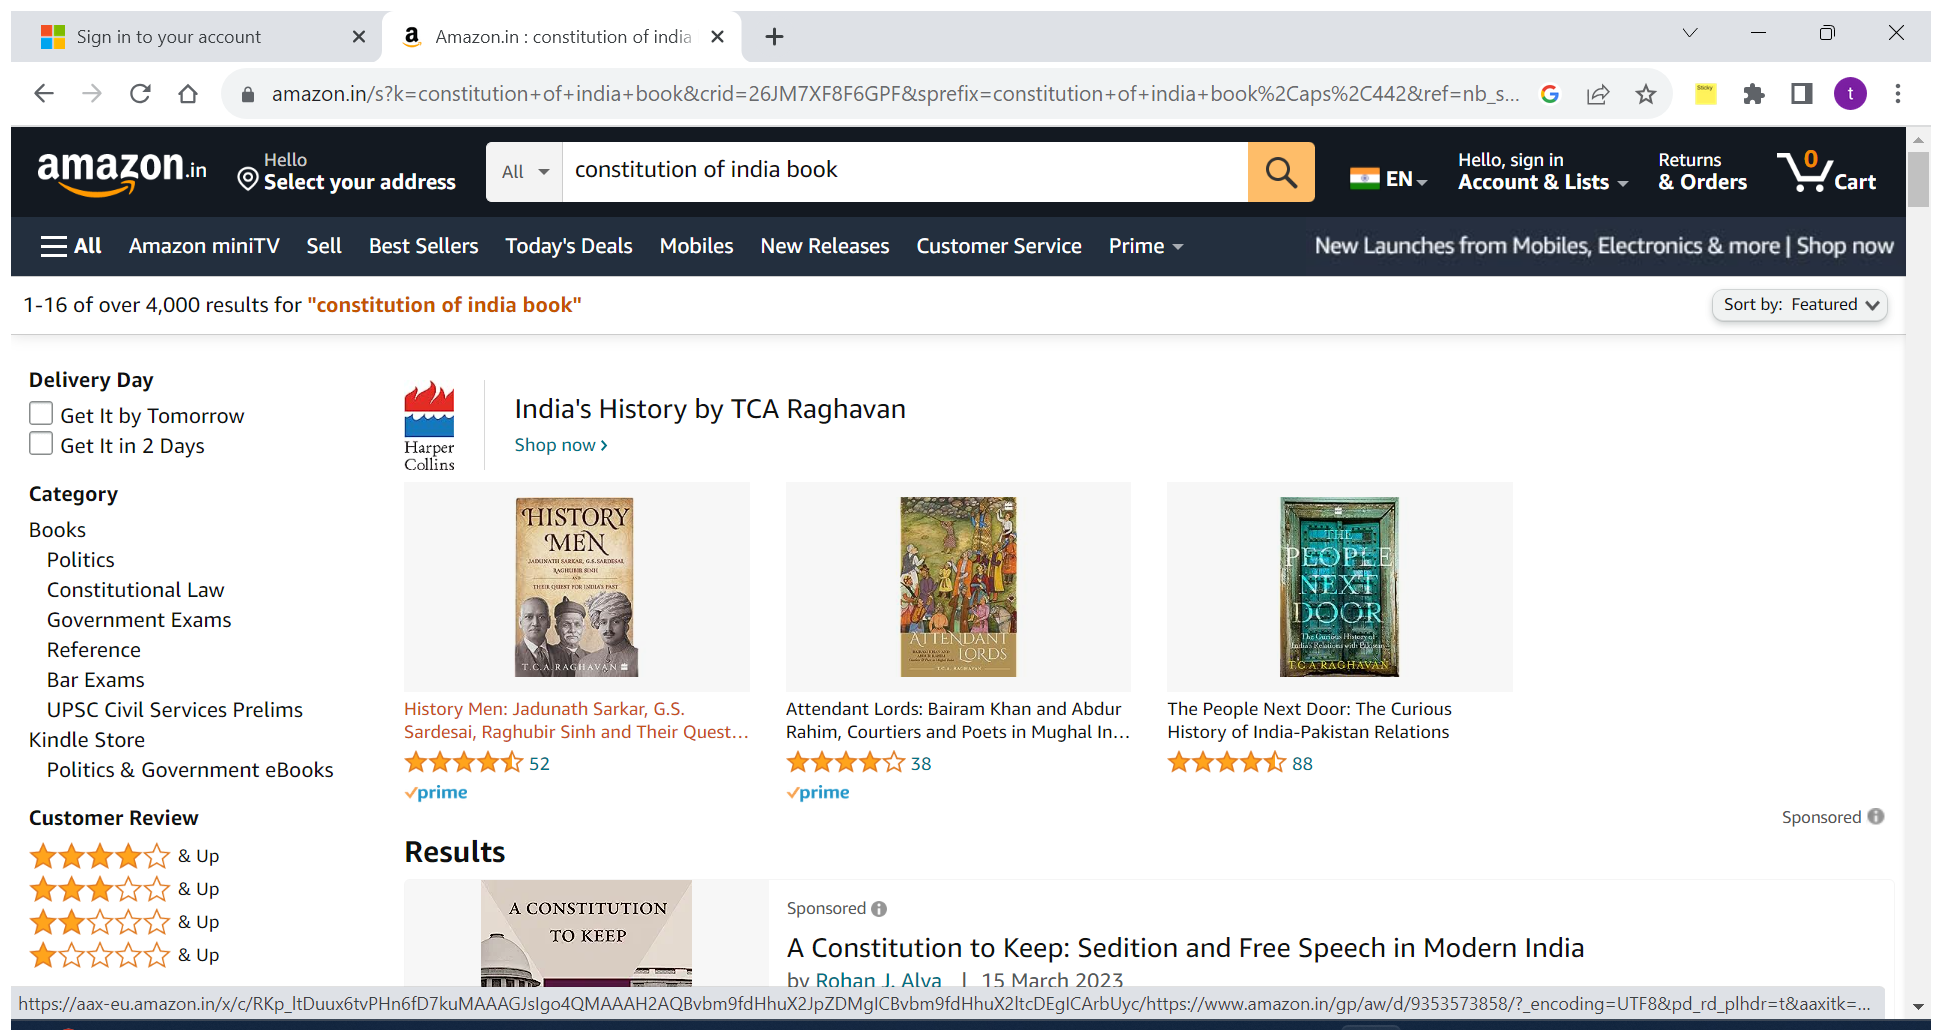 Sign in to your account
Amazon.in : constitution of india
amazon.in/s?k=constitution+of+india+book&crid=26JM7XF8F6GPF&sprefix=constitution+of+india+book%2Caps%2C442&ref=nb_s...
Sticky
t
amazon.in
Hello
Select your address
All
constitution of india book
EN
Hello, sign in
Account & Lists
Returns
& Orders
0
Cart
All
Amazon miniTV
Sell
Best Sellers
Today's Deals
Mobiles
New Releases
Customer Service
Prime
New Launches from Mobiles, Electronics & more | Shop now
1-16 of over 4,000 results for "constitution of india book"
Sort by: Featured
Delivery Day
Get It by Tomorrow
Get It in 2 Days
Category
Books
Politics
Constitutional Law
Government Exams
Reference
Bar Exams
UPSC Civil Services Prelims
Kindle Store
Politics & Government eBooks
Customer Review
& Up
& Up
& Up
& Up
Harper
Collins
India's History by TCA Raghavan
Shop now ›
HISTORY
MEN
JADUNATH SARKAR, G.S. SARDESAI
RAGHUBIR SINH
AND
THEIR QUEST FOR INDIA'S PAST
T.C.A. RAGHAVAN
ATTENDANT
LORDS
T.C.A. RAGHAVAN
THE
PEOPLE
NEXT
DOOR
The Curious History of
India's Relations with Pakistan
T.C.A RAGHAVAN
History Men: Jadunath Sarkar, G.S.
Sardesai, Raghubir Sinh and Their Quest…
52
prime
Attendant Lords: Bairam Khan and Abdur
Rahim, Courtiers and Poets in Mughal In…
38
prime
The People Next Door: The Curious
History of India-Pakistan Relations
88
Sponsored
Results
A CONSTITUTION
TO KEEP
Sponsored
A Constitution to Keep: Sedition and Free Speech in Modern India
by Rohan J. Alva | 15 March 2023
https://aax-eu.amazon.in/x/c/RKp_ltDuux6tvPHn6fD7kuMAAAGJsIgo4QMAAAH2AQBvbm9fdHhuX2JpZDMgICBvbm9fdHhuX2ltcDEgICArbUyc/https://www.amazon.in/gp/aw/d/9353573858/?_encoding=UTF8&pd_rd_plhdr=t&aaxitk=...